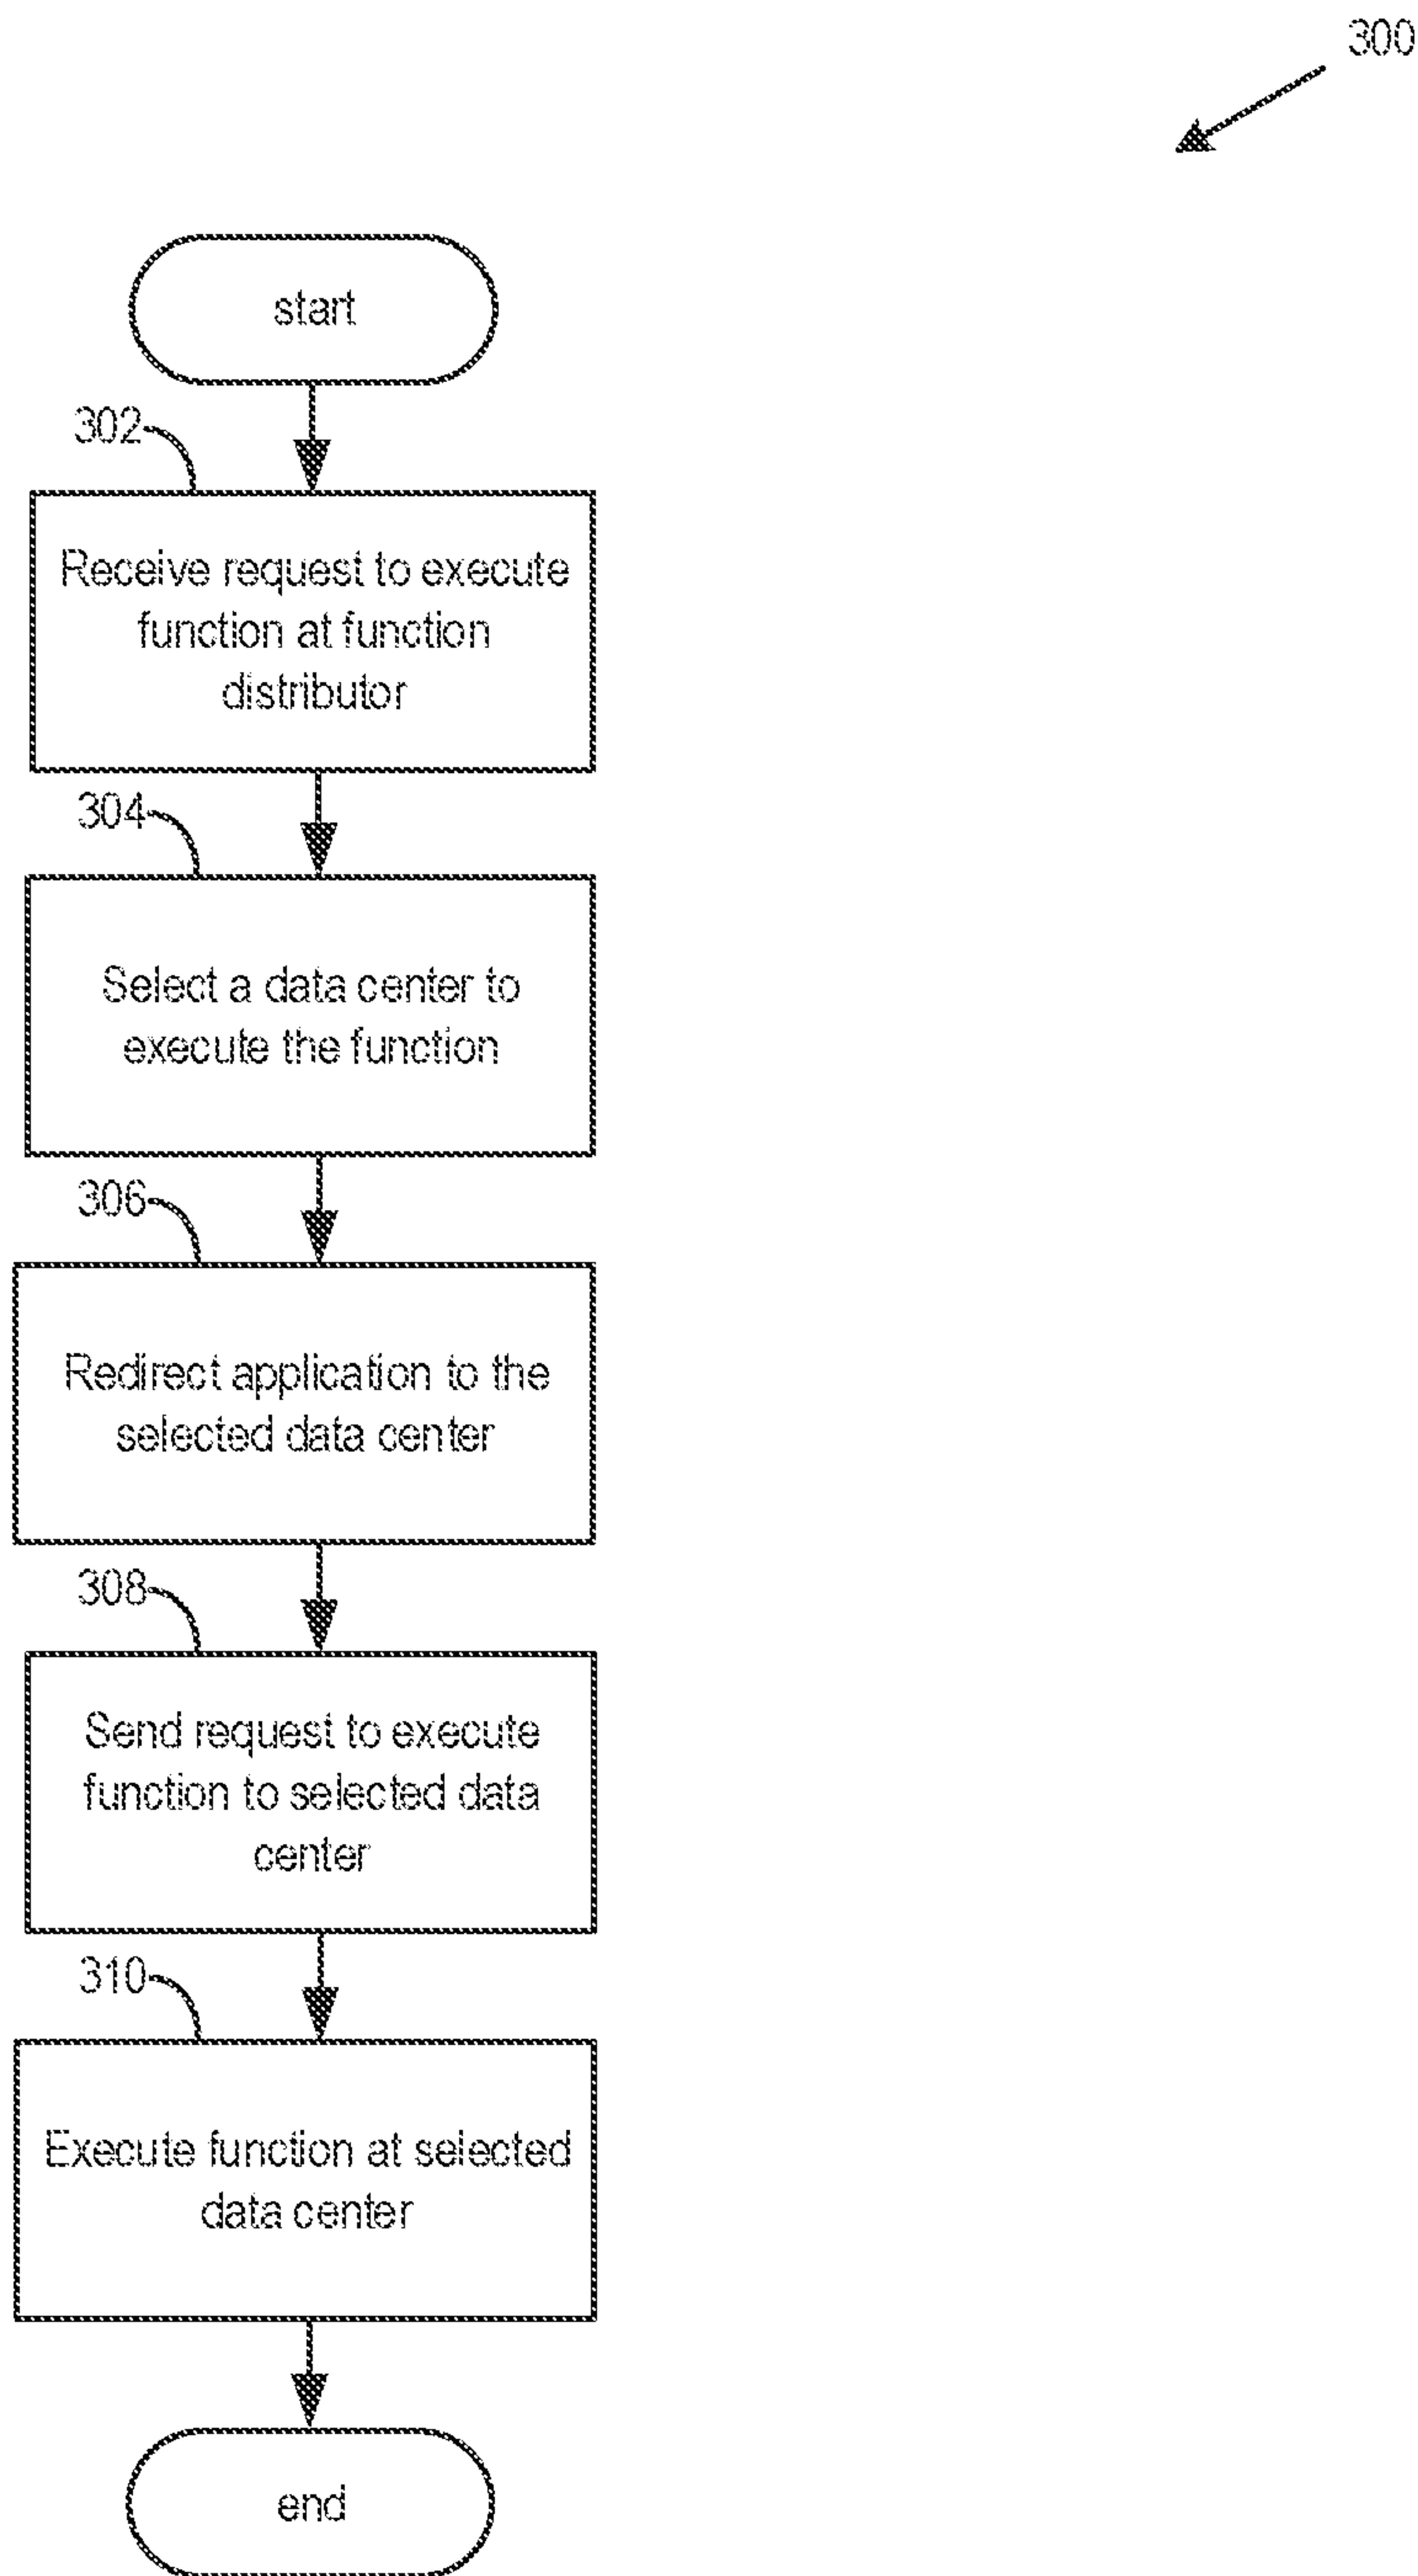 300
start
302
Receive request to execute
function at function
distributor
304
Select a data center to
execute the function
306
Redirect application to the
selected data center
308
Send request to execute
function to selected data
center
310
Execute function at selected
data center
end